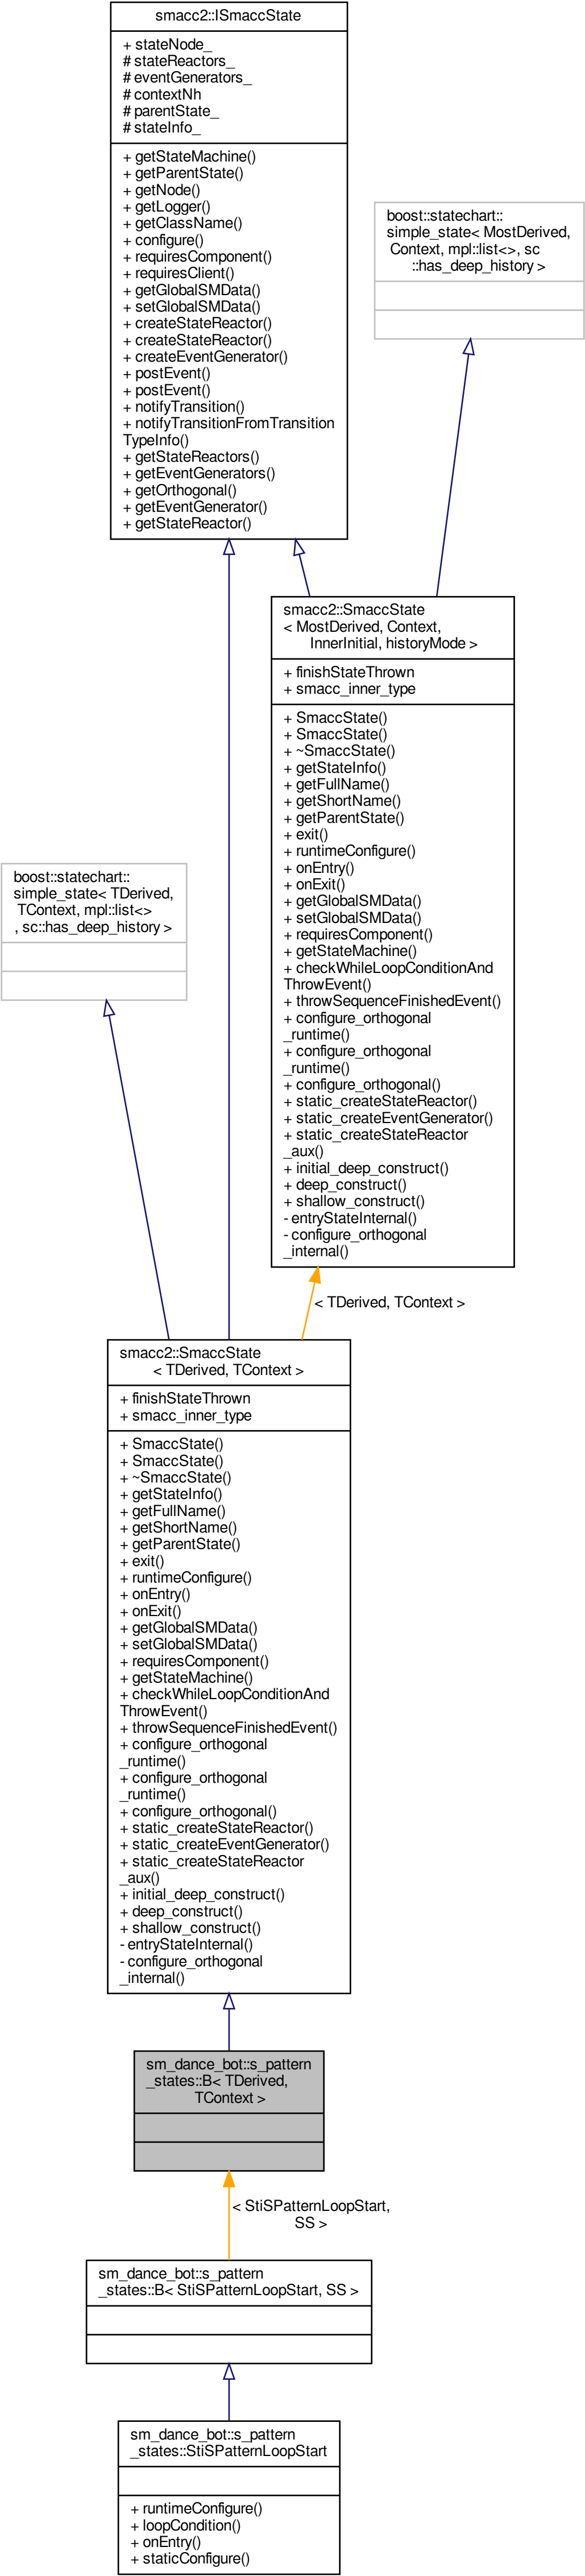 smacc2::ISmaccState
+ stateNode_
# stateReactors_
# eventGenerators_
# contextNh
# parentState_
# stateInfo_
+ getStateMachine()
+ getParentState()
+ getNode()
+ getLogger()
+ getClassName()
+ configure()
+ requiresComponent()
+ requiresClient()
+ getGlobalSMData()
+ setGlobalSMData()
+ createStateReactor()
+ createStateReactor()
+ createEventGenerator()
+ postEvent()
+ postEvent()
+ notifyTransition()
+ notifyTransitionFromTransition
TypeInfo()
+ getStateReactors()
+ getEventGenerators()
+ getOrthogonal()
+ getEventGenerator()
+ getStateReactor()
boost::statechart::
simple_state< MostDerived,
Context, mpl::list<>, sc
::has_deep_history >
smacc2::SmaccState
< MostDerived, Context,
InnerInitial, historyMode >
+ finishStateThrown
+ smacc_inner_type
+ SmaccState()
+ SmaccState()
+ ~SmaccState()
+ getStateInfo()
+ getFullName()
+ getShortName()
+ getParentState()
+ exit()
+ runtimeConfigure()
+ onEntry()
+ onExit()
+ getGlobalSMData()
+ setGlobalSMData()
+ requiresComponent()
+ getStateMachine()
+ checkWhileLoopConditionAnd
ThrowEvent()
+ throwSequenceFinishedEvent()
+ configure_orthogonal
_runtime()
+ configure_orthogonal
_runtime()
+ configure_orthogonal()
+ static_createStateReactor()
+ static_createEventGenerator()
+ static_createStateReactor
_aux()
+ initial_deep_construct()
+ deep_construct()
+ shallow_construct()
- entryStateInternal()
- configure_orthogonal
_internal()
boost::statechart::
simple_state< TDerived,
TContext, mpl::list<>
, sc::has_deep_history >
< TDerived, TContext >
smacc2::SmaccState
< TDerived, TContext >
+ finishStateThrown
+ smacc_inner_type
+ SmaccState()
+ SmaccState()
+ ~SmaccState()
+ getStateInfo()
+ getFullName()
+ getShortName()
+ getParentState()
+ exit()
+ runtimeConfigure()
+ onEntry()
+ onExit()
+ getGlobalSMData()
+ setGlobalSMData()
+ requiresComponent()
+ getStateMachine()
+ checkWhileLoopConditionAnd
ThrowEvent()
+ throwSequenceFinishedEvent()
+ configure_orthogonal
_runtime()
+ configure_orthogonal
_runtime()
+ configure_orthogonal()
+ static_createStateReactor()
+ static_createEventGenerator()
+ static_createStateReactor
_aux()
+ initial_deep_construct()
+ deep_construct()
+ shallow_construct()
- entryStateInternal()
- configure_orthogonal
_internal()
sm_dance_bot::s_pattern
_states::B< TDerived,
TContext >
< StiSPatternLoopStart,
SS >
sm_dance_bot::s_pattern
_states::B< StiSPatternLoopStart, SS >
sm_dance_bot::s_pattern
_states::StiSPatternLoopStart
+ runtimeConfigure()
+ loopCondition()
+ onEntry()
+ staticConfigure()